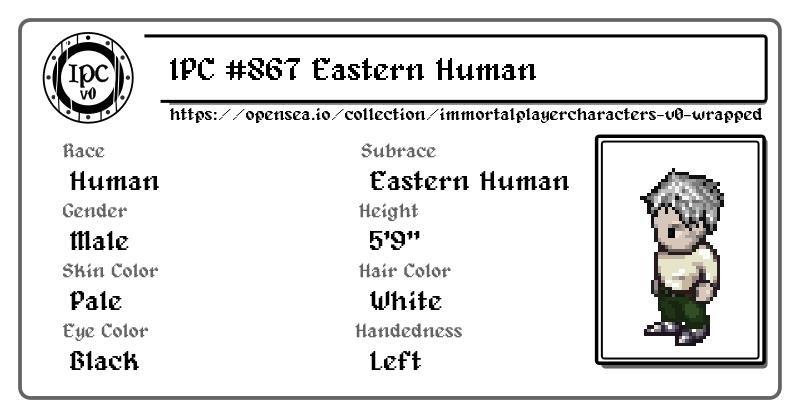 IPC v0
IPC #867 Eastern Human
https://opensea.io/collection/immortalplayercharacters-v0-wrapped
Race
Subrace
Human
Eastern Human
Gender
Height
Male
5'9"
Skin Color
Hair Color
Pale
White
Eye Color
Handedness
Black
Left